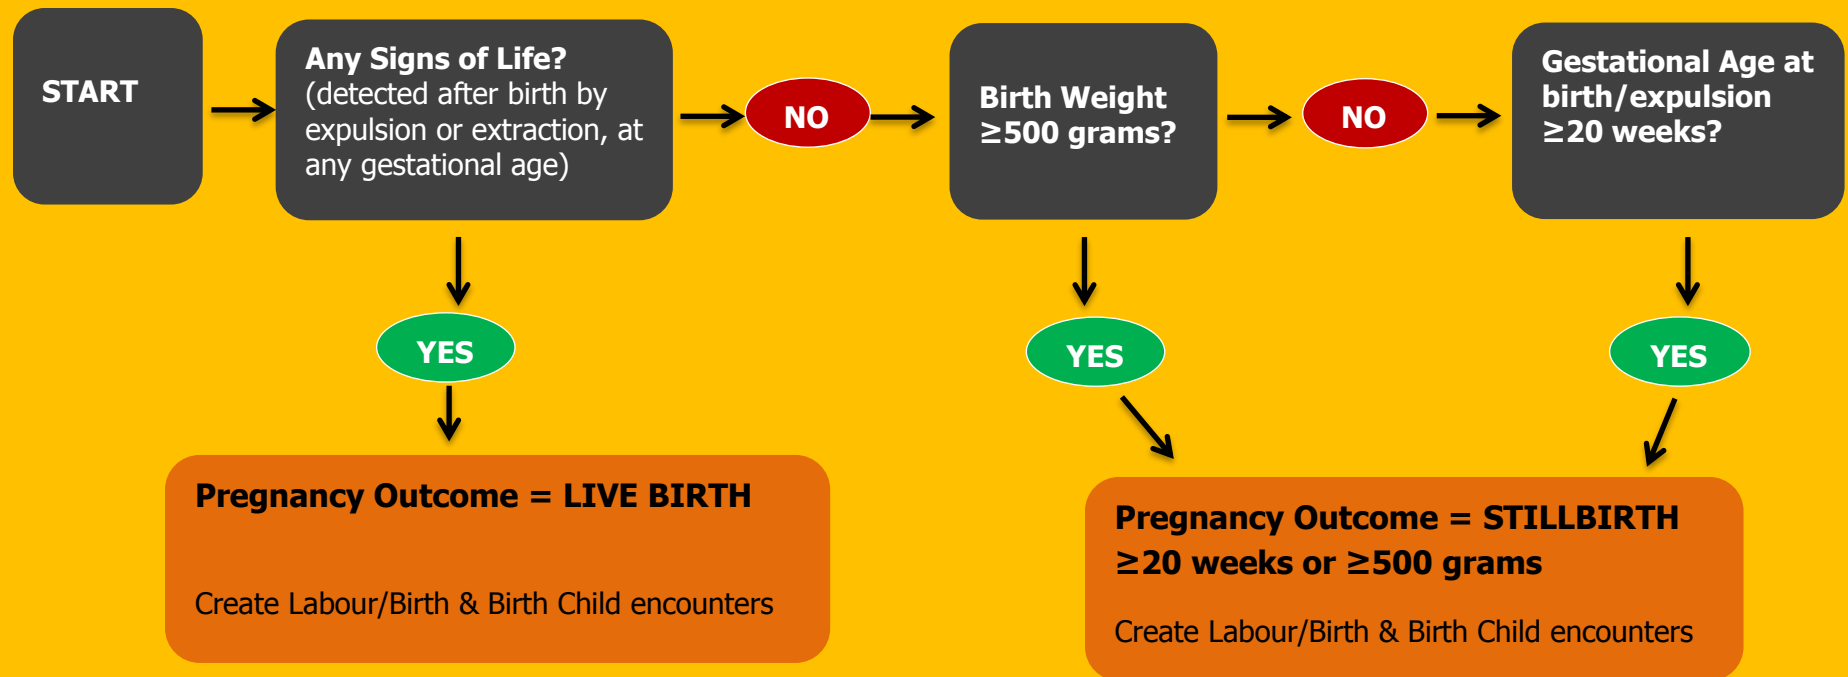 START
Any Signs of Life?
(detected after birth by
expulsion or extraction, at
any gestational age)
NO
Birth Weight
≥500 grams?
NO
Gestational Age at
birth/expulsion
≥20 weeks?
YES
YES
YES
Pregnancy Outcome = LIVE BIRTH
Create Labour/Birth & Birth Child encounters
Pregnancy Outcome = STILLBIRTH
≥20 weeks or ≥500 grams
Create Labour/Birth & Birth Child encounters